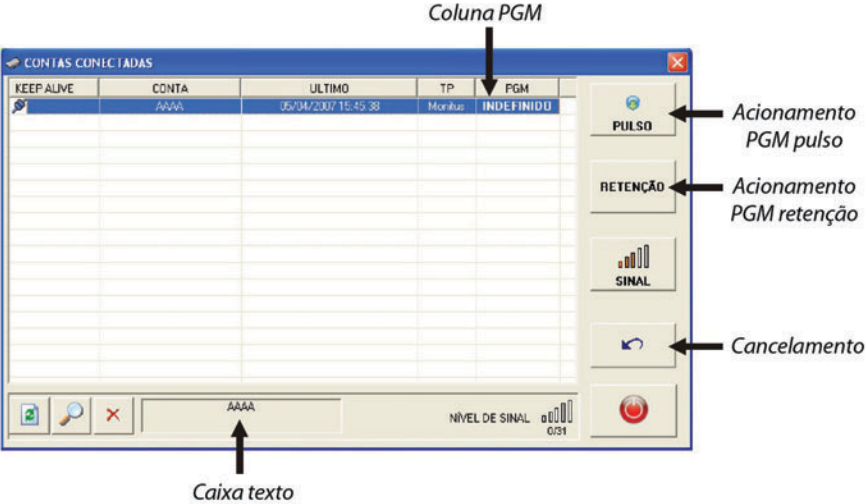 Coluna PGM
CONTAS CONECTADAS
KEEP ALIVE CONTA ULTIMO TP PGM
AAAA 05/04/2007 15:45:38 Monitus INDEFINIDO
PULSO
Acionamento
PGM pulso
RETENÇÃO
Acionamento
PGM retenção
SINAL
Cancelamento
AAAA
NÍVEL DE SINAL
0/31
Caixa texto